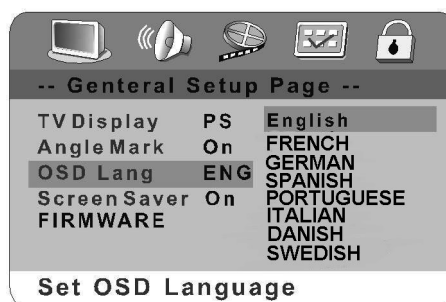 -- Genteral Setup Page --
TV Display PS
Angle Mark On
OSD Lang ENG
Screen Saver On
FIRMWARE
English
FRENCH
GERMAN
SPANISH
PORTUGUESE
ITALIAN
DANISH
SWEDISH
Set OSD Language